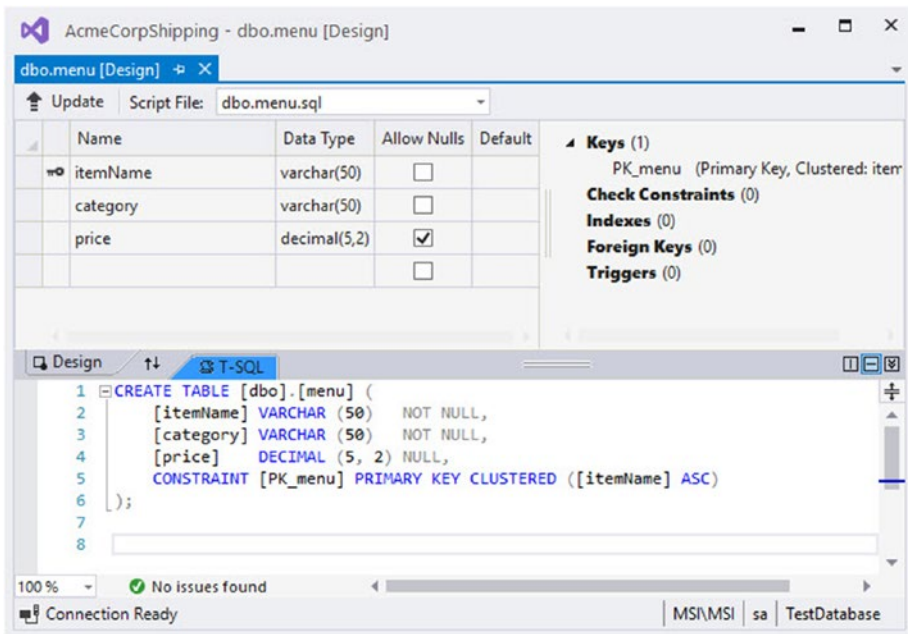 AcmeCorpShipping - dbo.menu [Design]
dbo.menu [Design]
Update Script File: dbo.menu.sql
Name Data Type Allow Nulls Default
itemName varchar(50)
category varchar(50)
price decimal(5,2)
Keys (1)
PK_menu (Primary Key, Clustered: item
Check Constraints (0)
Indexes (0)
Foreign Keys (0)
Triggers (0)
Design T-SQL
1 CREATE TABLE [dbo].[menu] (
2 [itemName] VARCHAR (50) NOT NULL,
3 [category] VARCHAR (50) NOT NULL,
4 [price] DECIMAL (5, 2) NULL,
5 CONSTRAINT [PK_menu] PRIMARY KEY CLUSTERED ([itemName] ASC)
6 );
7
8
100 % No issues found
Connection Ready MSI\MSI sa TestDatabase